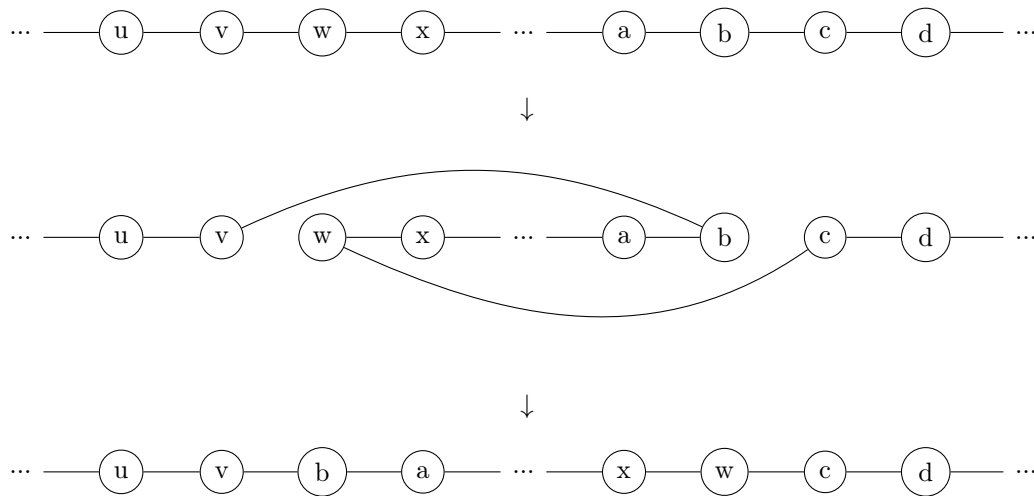 ... u v w x ... a b c d ...
↓
... u v w x ... a b c d ...
↓
... u v b a ... x w c d ...